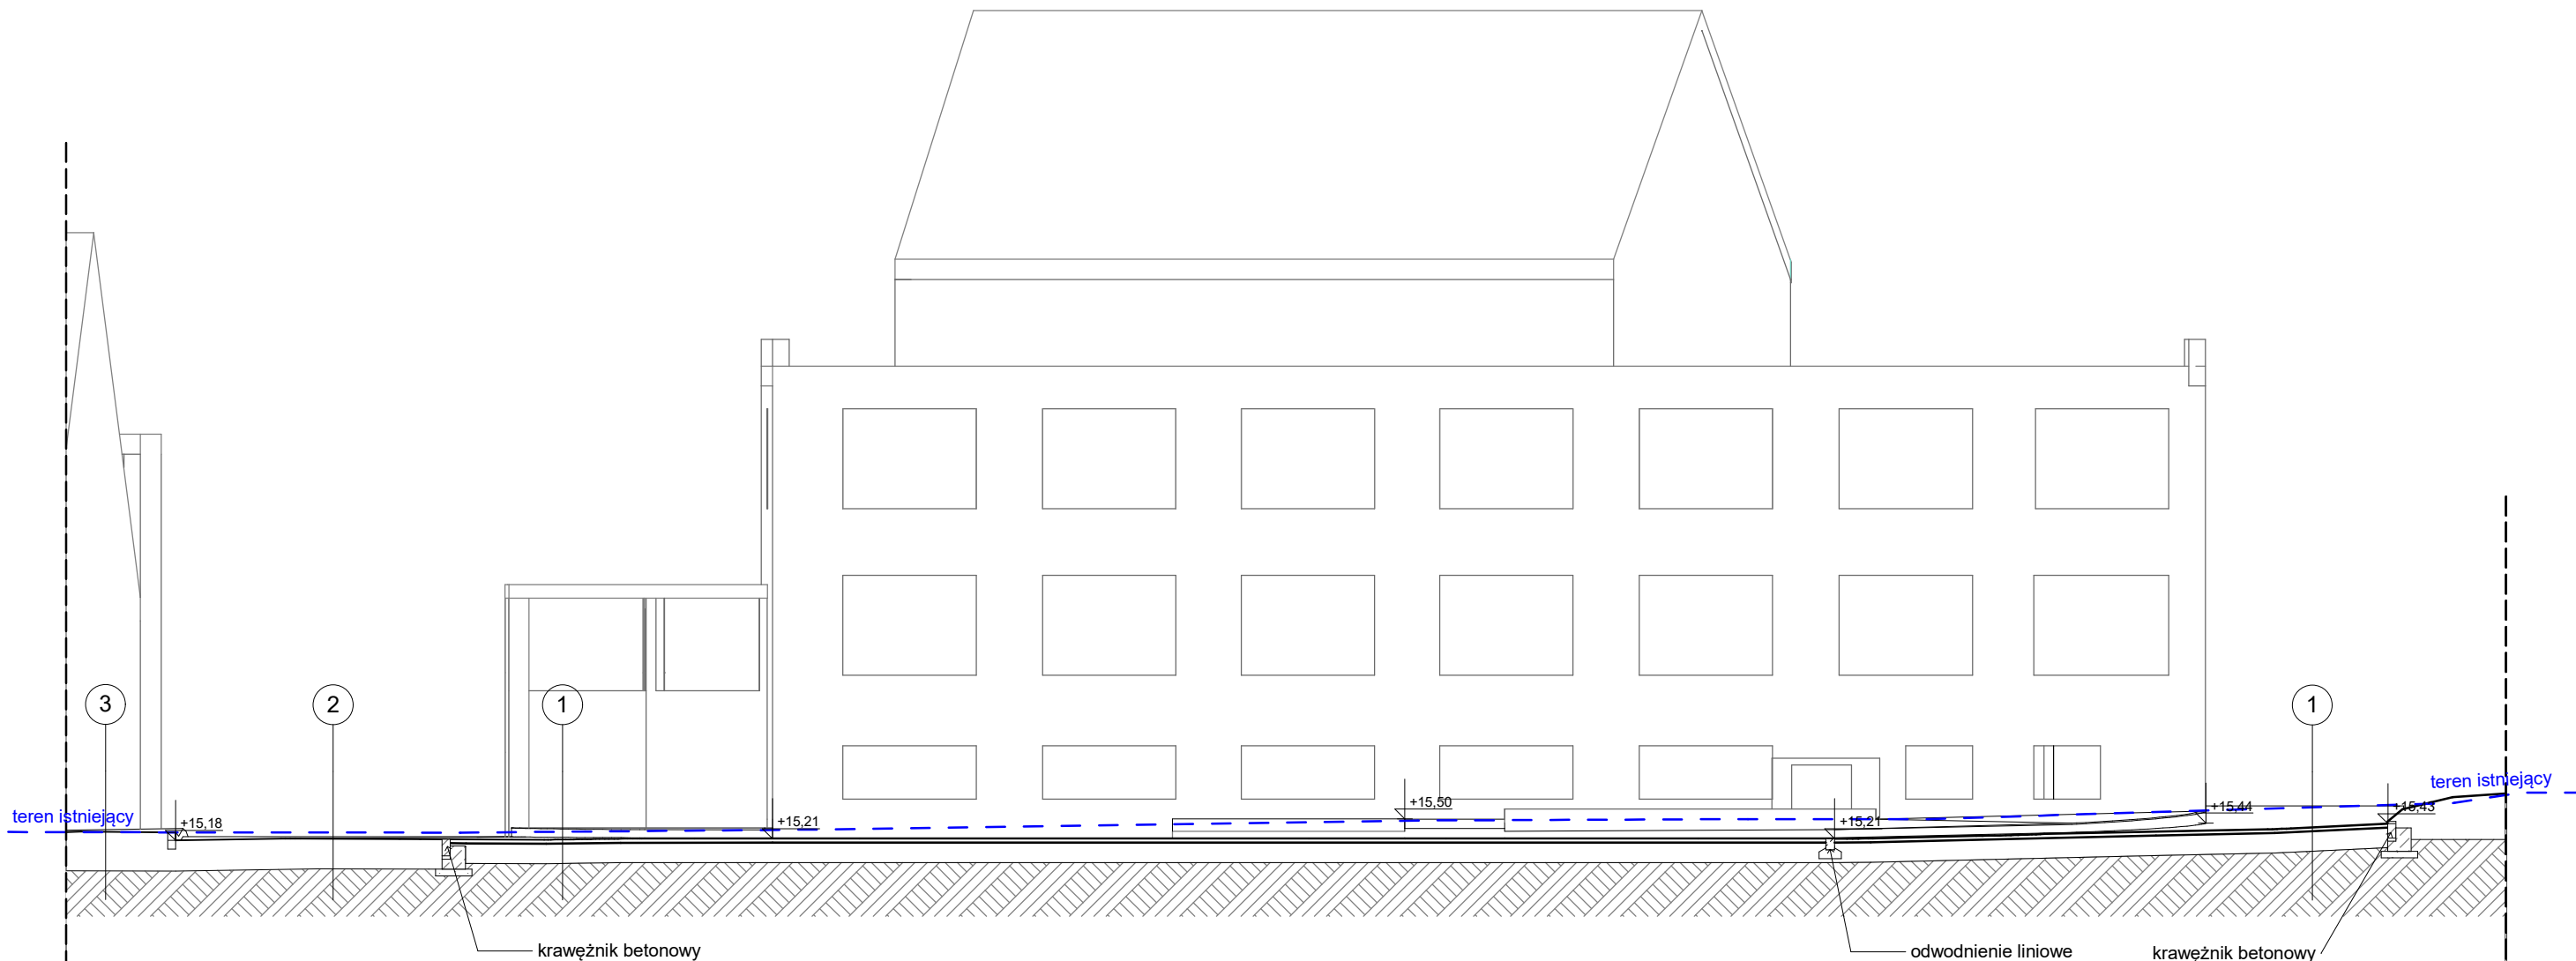 3
2
1
1
teren istniejący
teren istniejący
+15,18
+15,21
+15,50
+15,21
+15,44
+15,43
krawężnik betonowy
odwodnienie liniowe
krawężnik betonowy